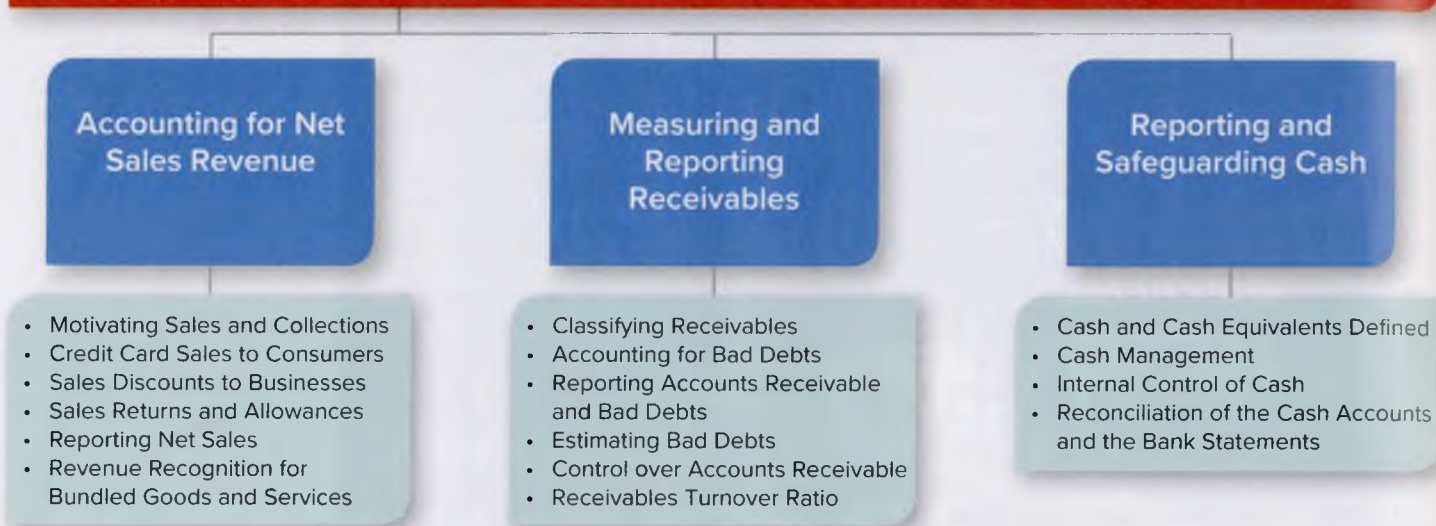 Accounting for Net
Sales Revenue
• Motivating Sales and Collections
• Credit Card Sales to Consumers
• Sales Discounts to Businesses
• Sales Returns and Allowances
• Reporting Net Sales
• Revenue Recognition for
Bundled Goods and Services
Measuring and
Reporting
Receivables
• Classifying Receivables
• Accounting for Bad Debts
• Reporting Accounts Receivable
and Bad Debts
• Estimating Bad Debts
• Control over Accounts Receivable
• Receivables Turnover Ratio
Reporting and
Safeguarding Cash
• Cash and Cash Equivalents Defined
• Cash Management
• Internal Control of Cash
• Reconciliation of the Cash Accounts
and the Bank Statements